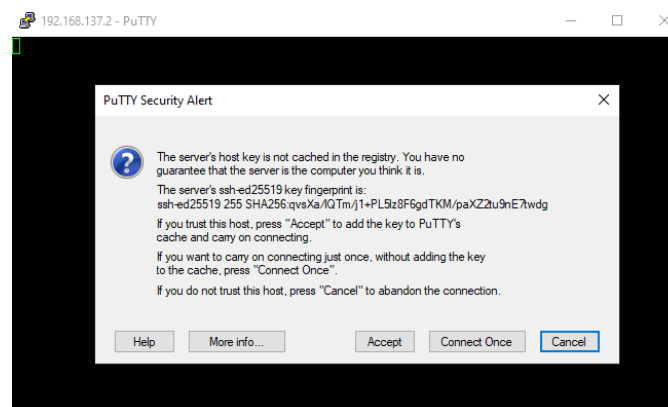 192.168.137.2 - PuTTY
PuTTY Security Alert
The server's host key is not cached in the registry. You have no
guarantee that the server is the computer you think it is.
The server's ssh-ed25519 key fingerprint is:
ssh-ed25519 255 SHA256:qvsXa/lQTm/j1+PL5lz8F6gdTKM/paXZ2tu9nE7twdg
If you trust this host, press "Accept" to add the key to PuTTY's
cache and carry on connecting.
If you want to carry on connecting just once, without adding the key
to the cache, press "Connect Once".
If you do not trust this host, press "Cancel" to abandon the connection.
Help
More info...
Accept
Connect Once
Cancel